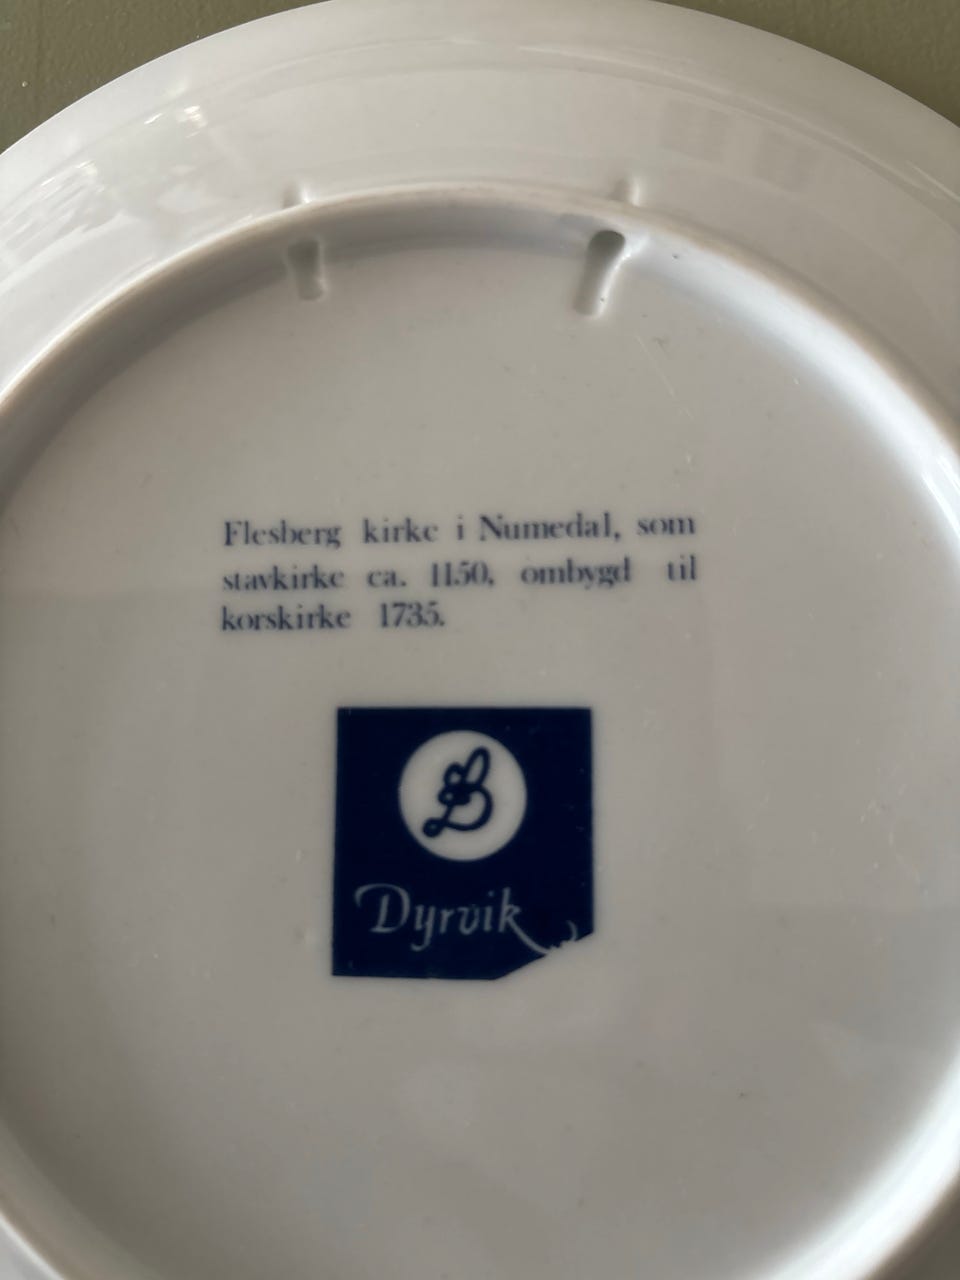 Flesberg kirke i Numedal, som
stavkirke ca. 1150, ombygd til
korskirke 1735.
Dyrvik